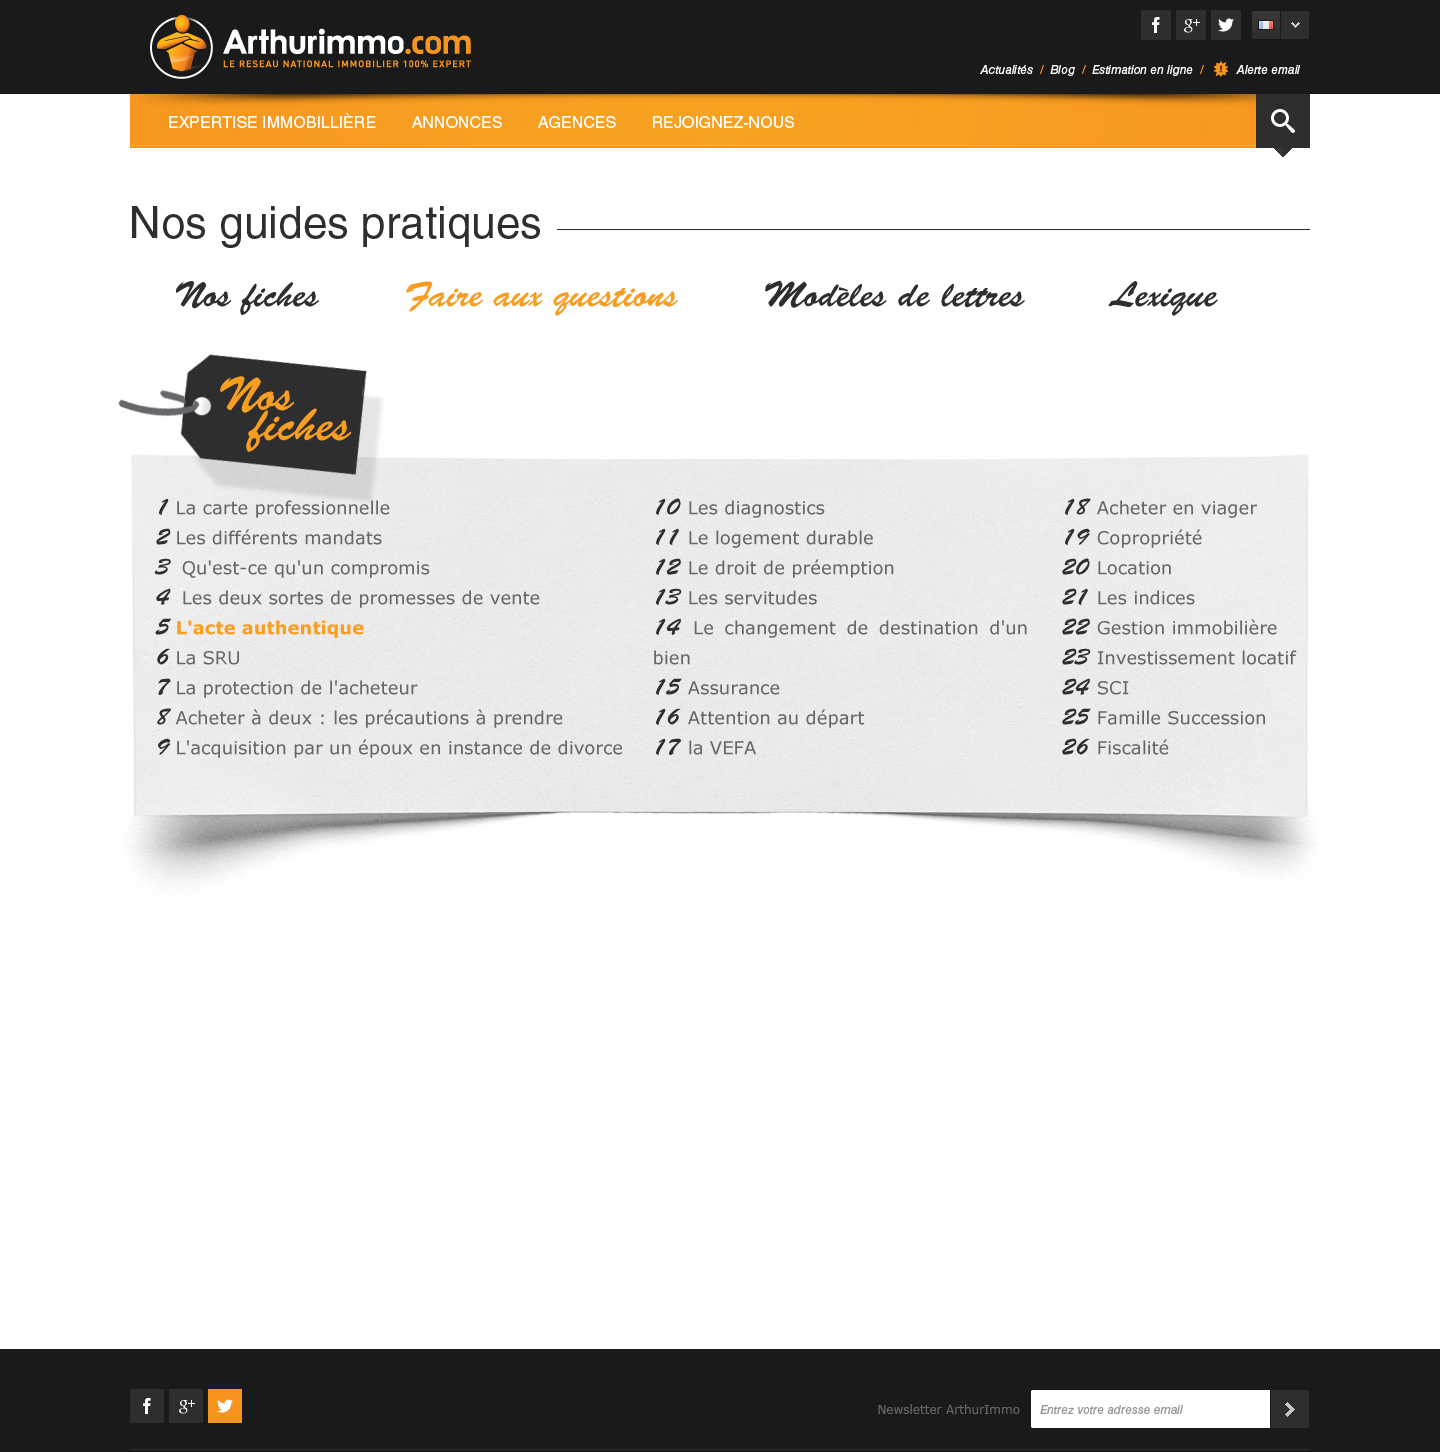 Arthurimmo.com
LE RESEAU NATIONAL IMMOBILIER 100% EXPERT
Actualités / Blog / Estimation en ligne / Alerte email
EXPERTISE IMMOBILLIÈRE ANNONCES AGENCES REJOIGNEZ-NOUS
Nos guides pratiques
Nos fiches Faire aux questions Modèles de lettres Lexique
Nos
fiches
1 La carte professionnelle
2 Les différents mandats
3 Qu'est-ce qu'un compromis
4 Les deux sortes de promesses de vente
5 L'acte authentique
6 La SRU
7 La protection de l'acheteur
8 Acheter à deux : les précautions à prendre
9 L'acquisition par un époux en instance de divorce
10 Les diagnostics
11 Le logement durable
12 Le droit de préemption
13 Les servitudes
14 Le changement de destination d'un
bien
15 Assurance
16 Attention au départ
17 la VEFA
18 Acheter en viager
19 Copropriété
20 Location
21 Les indices
22 Gestion immobilière
23 Investissement locatif
24 SCI
25 Famille Succession
26 Fiscalité
Newsletter ArthurImmo Entrez votre adresse email